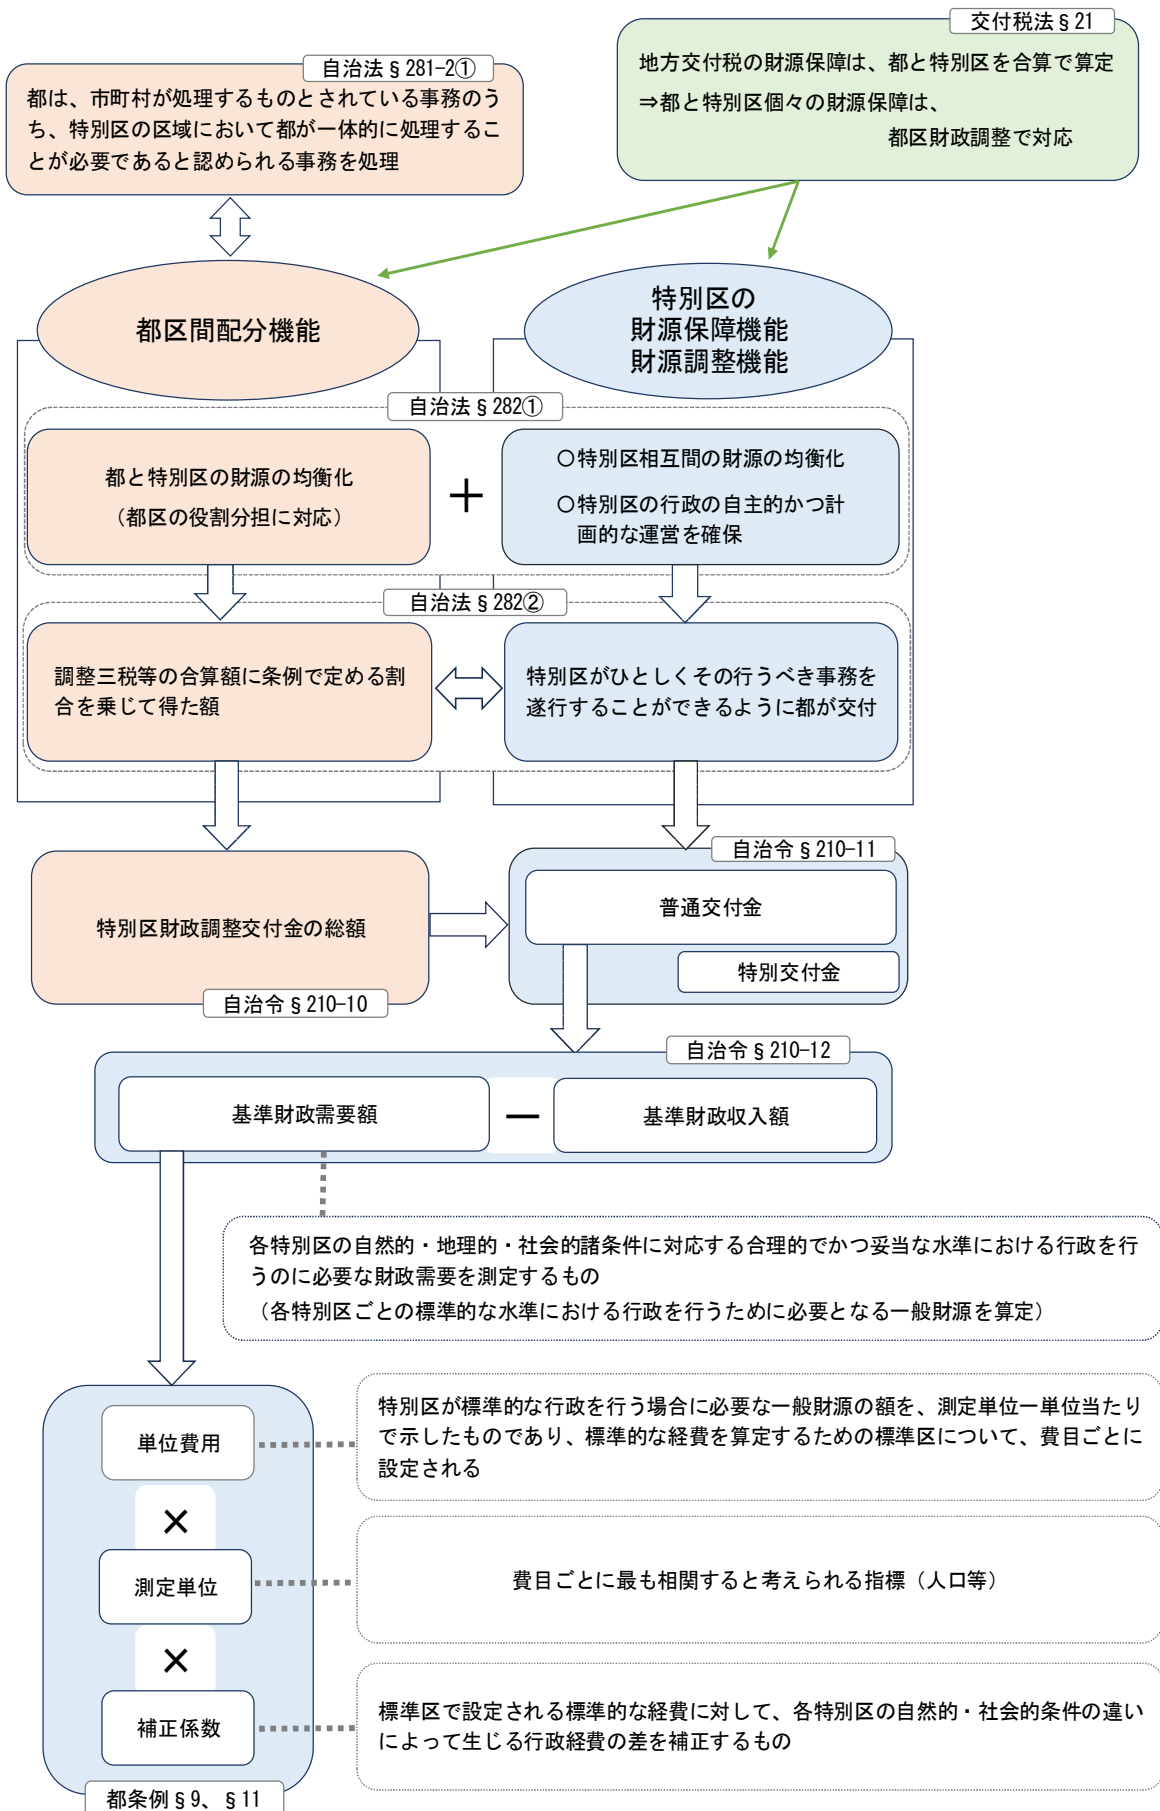 交付税法§21
地方交付税の財源保障は、都と特別区を合算で算定
⇒都と特別区個々の財源保障は、
都区財政調整で対応
自治法§281-2①
都は、市町村が処理するものとされている事務のう
ち、特別区の区域において都が一体的に処理するこ
とが必要であると認められる事務を処理
都区間配分機能
特別区の
財源保障機能
財源調整機能
自治法§282①
都と特別区の財源の均衡化
（都区の役割分担に対応）
＋
○特別区相互間の財源の均衡化
○特別区の行政の自主的かつ計
画的な運営を確保
自治法§282②
調整三税等の合算額に条例で定める割
合を乗じて得た額
特別区がひとしくその行うべき事務を
遂行することができるように都が交付
特別区財政調整交付金の総額
自治令§210-10
自治令§210-11
普通交付金
特別交付金
自治令§210-12
基準財政需要額
－
基準財政収入額
各特別区の自然的・地理的・社会的諸条件に対応する合理的でかつ妥当な水準における行政を行
うのに必要な財政需要を測定するもの
（各特別区ごとの標準的な水準における行政を行うために必要となる一般財源を算定）
単位費用
特別区が標準的な行政を行う場合に必要な一般財源の額を、測定単位一単位当たり
で示したものであり、標準的な経費を算定するための標準区について、費目ごとに
設定される
×
測定単位
費目ごとに最も相関すると考えられる指標（人口等）
×
補正係数
標準区で設定される標準的な経費に対して、各特別区の自然的・社会的条件の違い
によって生じる行政経費の差を補正するもの
都条例§9、§11